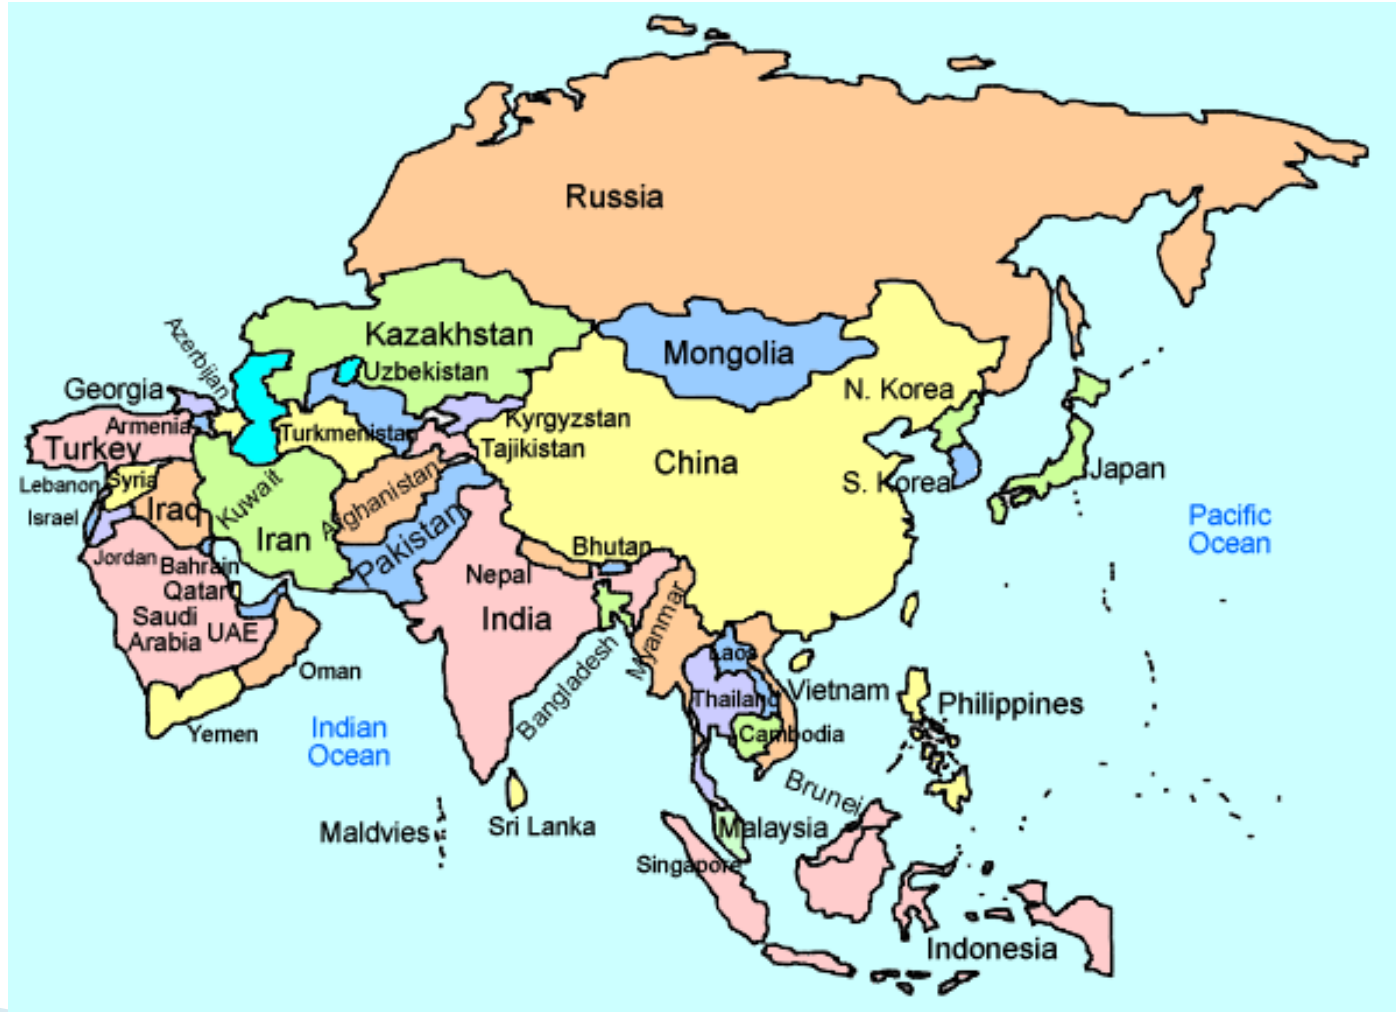 Russia
Kazakhstan
Mongolia
Azerbijan
Uzbekistan
Georgia
N. Korea
Armenia
Kyrgyzstan
Turkmenistan
Turkey
Tajikistan
China
Japan
Syria
Lebanon
S. Korea
Afghanistan
Kuwait
Iraq
Israel
Pacific
Ocean
Iran
Pakistan
Bhutan
Jordan
Bahrain
Nepal
Qatar
Saudi
Arabia
UAE
India
Myanmar
Laos
Oman
Bangladesh
Vietnam
Thailand
Philippines
Yemen
Indian
Ocean
Cambodia
Brunei
Maldvies
Sri Lanka
Malaysia
Singapore
Indonesia